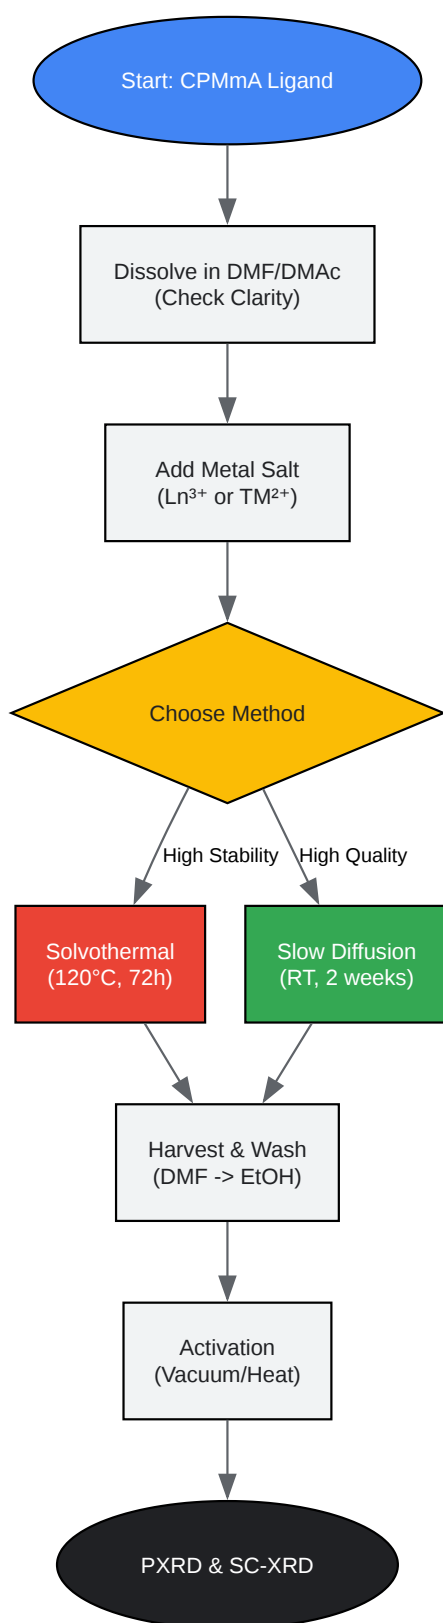 Start: CPMmA Ligand
Dissolve in DMF/DMAc
(Check Clarity)
Add Metal Salt
(Ln³⁺ or TM²⁺)
Choose Method
High Stability
High Quality
Solvothermal
(120°C, 72h)
Slow Diffusion
(RT, 2 weeks)
Harvest & Wash
(DMF -> EtOH)
Activation
(Vacuum/Heat)
PXRD & SC-XRD